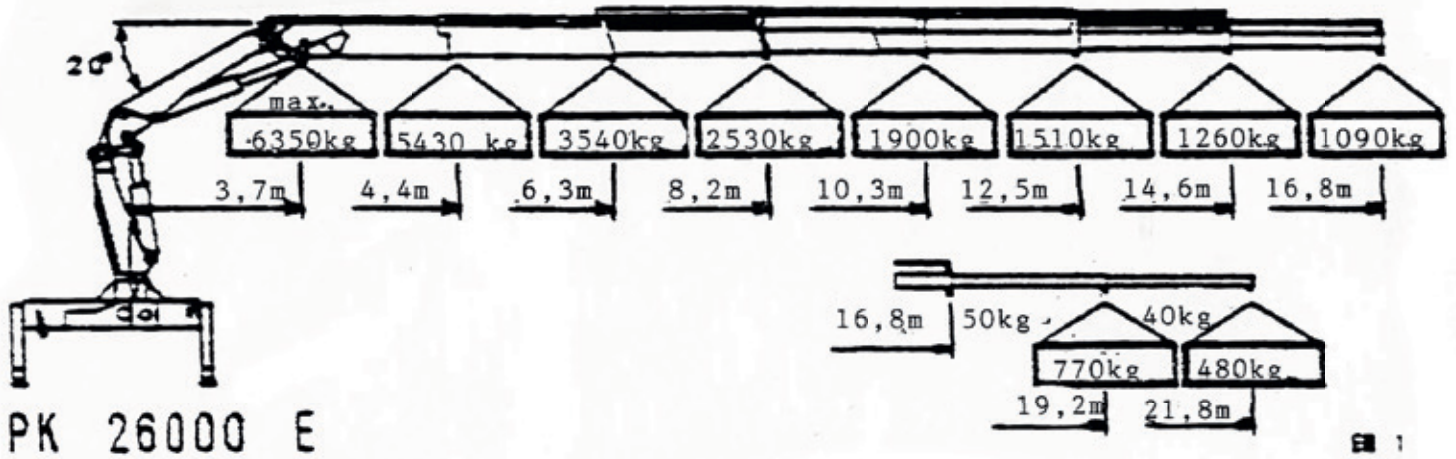 20°
max.
6350kg 5430 kg 3540kg 2530kg 1900kg 1510kg 1260kg 1090kg
3,7m 4,4m 6,3m 8,2m 10,3m 12,5m 14,6m 16,8m
16,8m 50kg 40kg
770kg 480kg
19,2m 21,8m
PK 26000 E
1